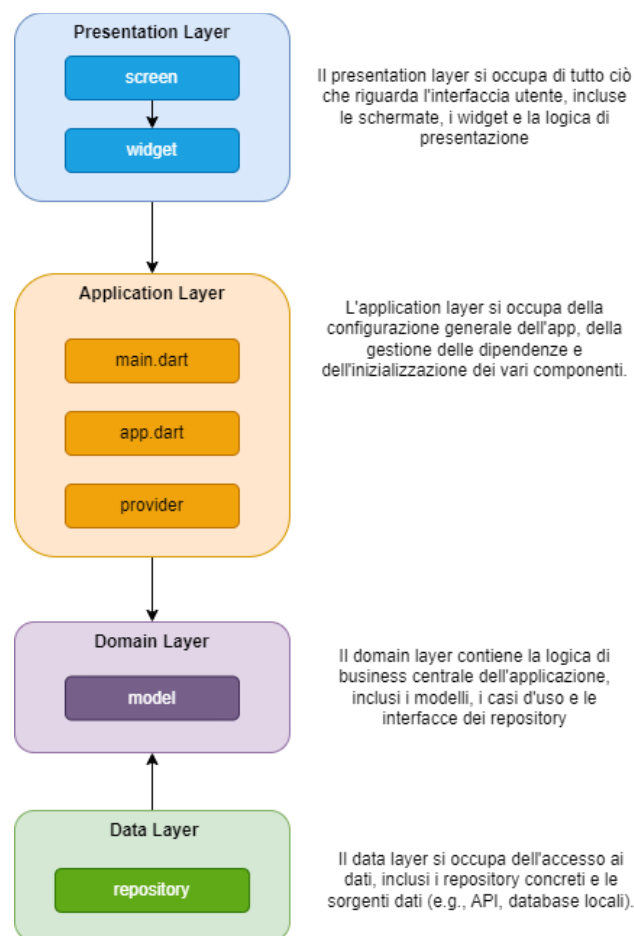 Presentation Layer
screen
widget
Il presentation layer si occupa di tutto ciò
che riguarda l'interfaccia utente, incluse
le schermate, i widget e la logica di
presentazione
Application Layer
main.dart
app.dart
provider
L'application layer si occupa della
configurazione generale dell'app, della
gestione delle dipendenze e
dell'inizializzazione dei vari componenti.
Domain Layer
model
Il domain layer contiene la logica di
business centrale dell'applicazione,
inclusi i modelli, i casi d'uso e le
interfacce dei repository
Data Layer
repository
Il data layer si occupa dell'accesso ai
dati, inclusi i repository concreti e le
sorgenti dati (e.g., API, database locali).